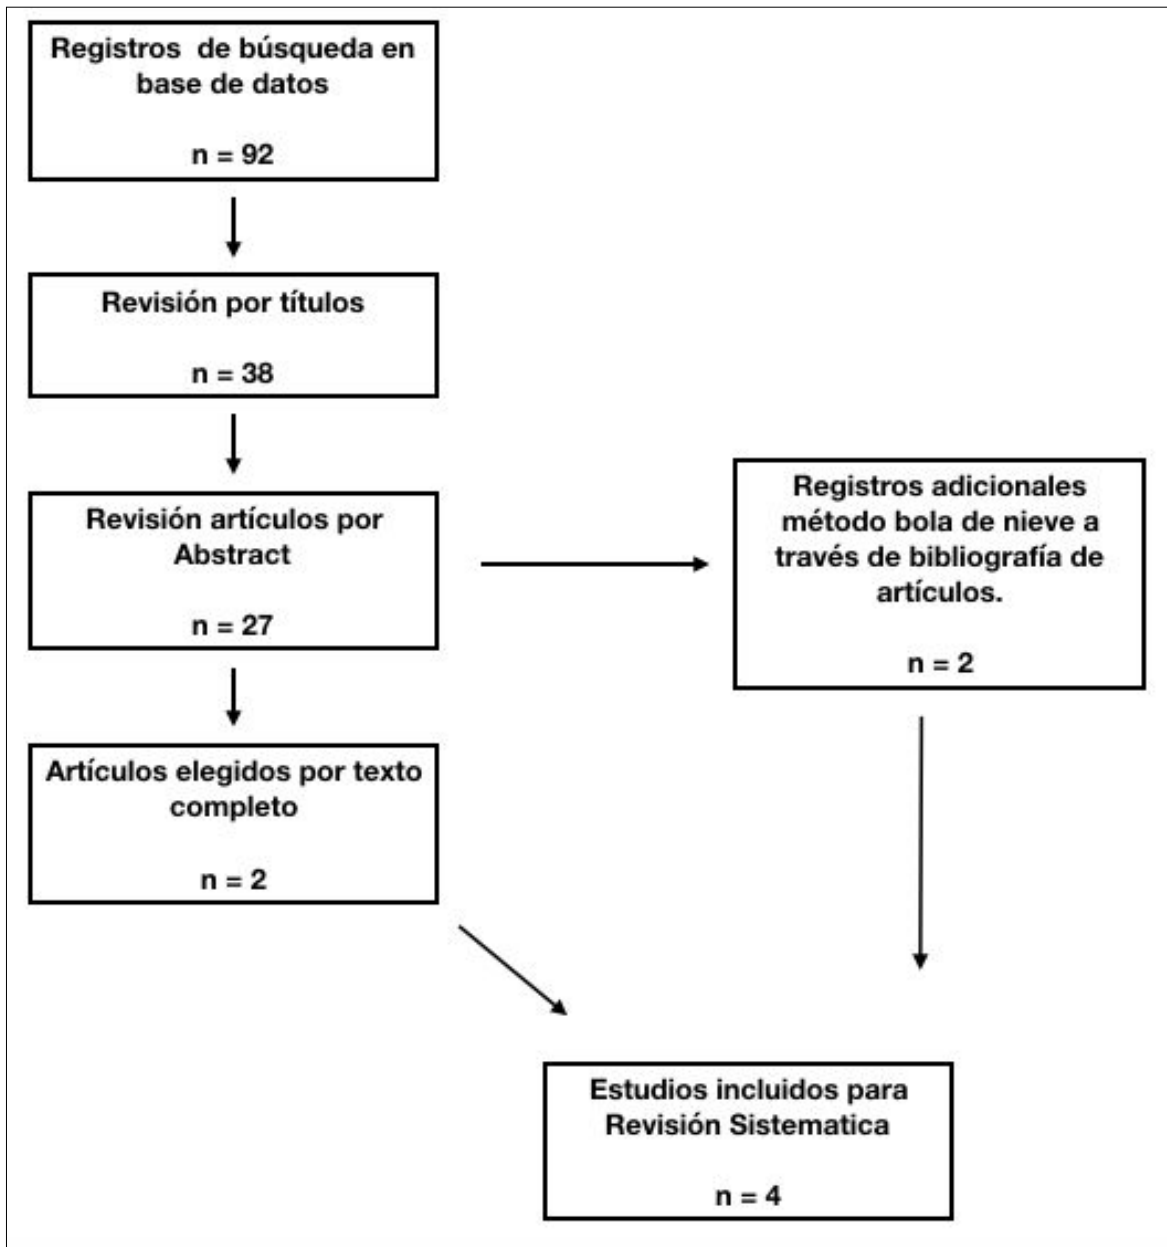 Registros de búsqueda en
base de datos
n = 92
Revisión por títulos
n = 38
Revisión artículos por
Abstract
n = 27
Registros adicionales
método bola de nieve a
través de bibliografía de
artículos.
n = 2
Artículos elegidos por texto
completo
n = 2
Estudios incluidos para
Revisión Sistematica
n = 4